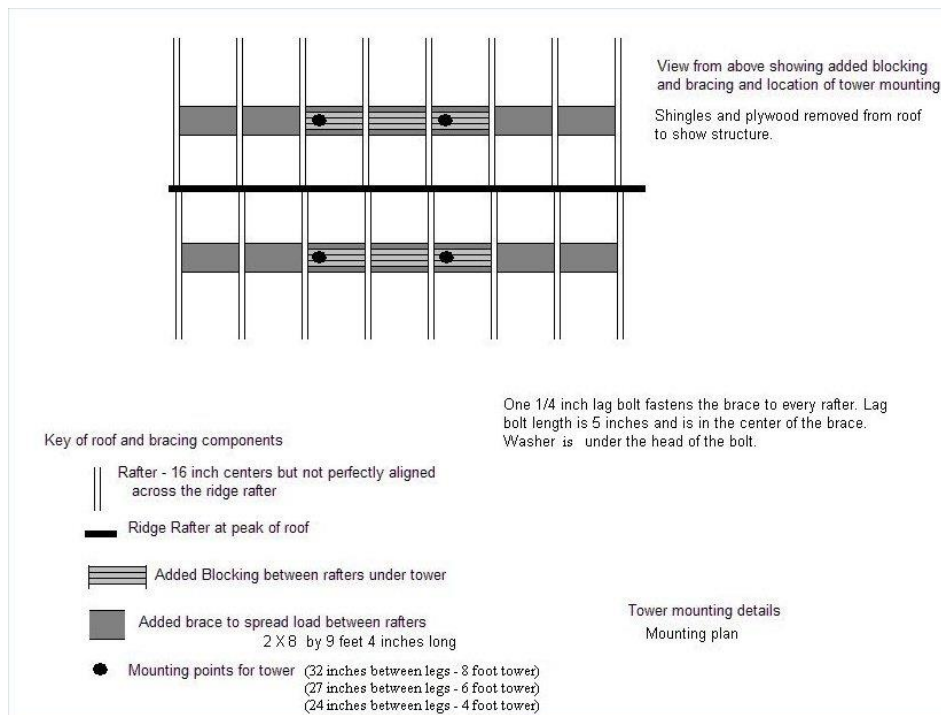 View from above showing added blocking
and bracing and location of tower mounting
Shingles and plywood removed from roof
to show structure.
One 1/4 inch lag bolt fastens the brace to every rafter. Lag
bolt length is 5 inches and is in the center of the brace.
Washer is under the head of the bolt.
Key of roof and bracing components
Rafter - 16 inch centers but not perfectly aligned
across the ridge rafter
Ridge Rafter at peak of roof
Added Blocking between rafters under tower
Added brace to spread load between rafters
2 X 8 by 9 feet 4 inches long
Mounting points for tower (32 inches between legs - 8 foot tower)
(27 inches between legs - 6 foot tower)
(24 inches between legs - 4 foot tower)
Tower mounting details
Mounting plan